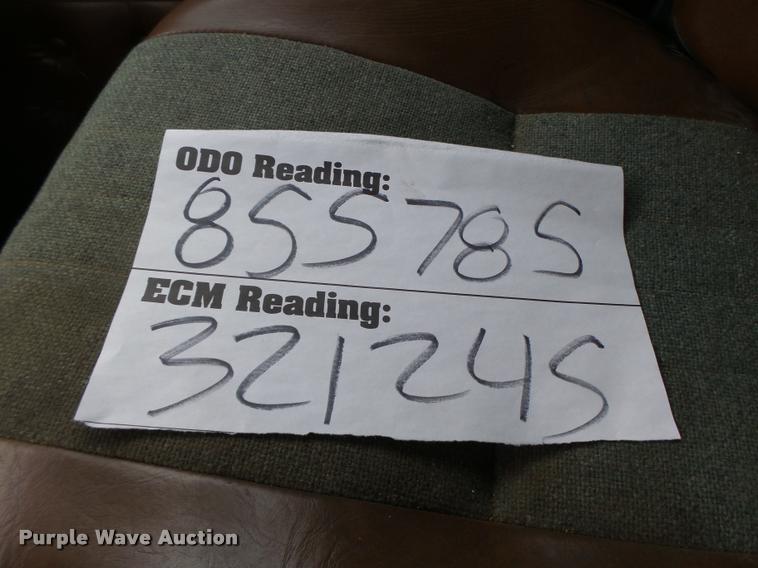 ODO Reading:
855785
ECM Reading:
321245
Purple Wave Auction